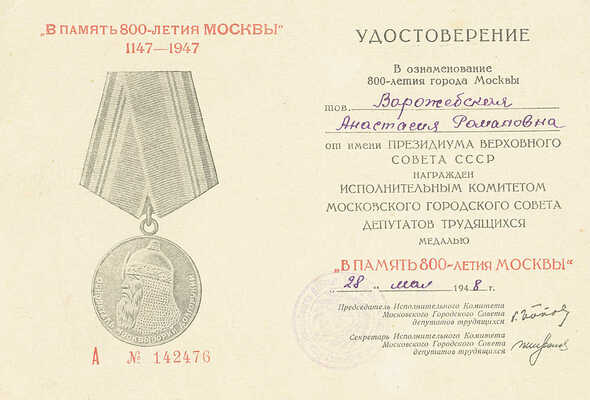 „В ПАМЯТЬ 800-ЛЕТИЯ МОСКВЫ"
1147—1947
А № 142476
УДОСТОВЕРЕНИЕ
В ознаменование
800-летия города Москвы
тов. Ворожебская
Анастасия Романовна
от имени ПРЕЗИДИУМА ВЕРХОВНОГО
СОВЕТА СССР
НАГРАЖДЕН
ИСПОЛНИТЕЛЬНЫМ КОМИТЕТОМ
МОСКОВСКОГО ГОРОДСКОГО СОВЕТА
ДЕПУТАТОВ ТРУДЯЩИХСЯ
МЕДАЛЬЮ
„В ПАМЯТЬ 800-ЛЕТИЯ МОСКВЫ"
„28" мая 1948 г.
Председатель Исполнительного Комитета
Московского Городского Совета
депутатов трудящихся
Секретарь Исполнительного Комитета
Московского Городского Совета
депутатов трудящихся